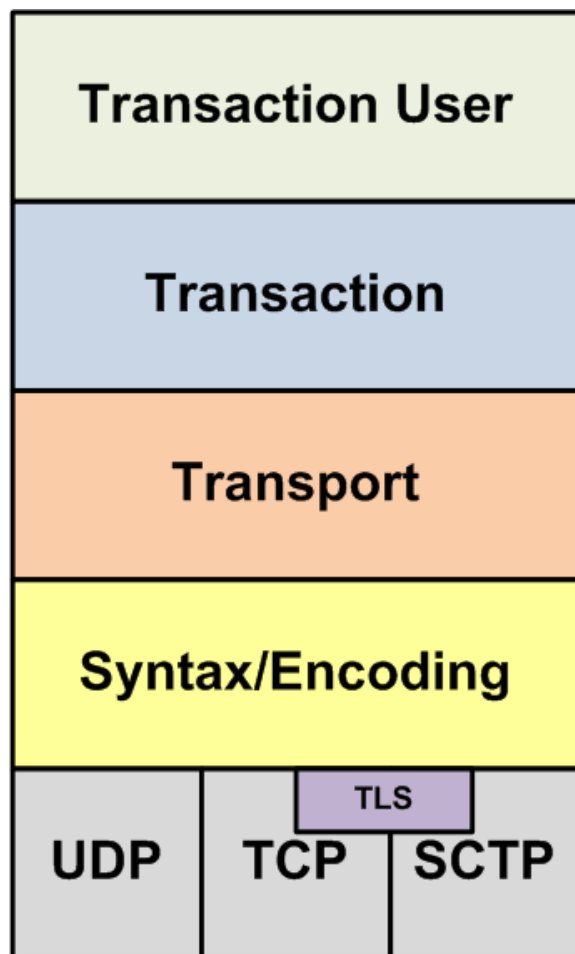 Transaction User
Transaction
Transport
Syntax/Encoding
TLS
UDP
TCP
SCTP